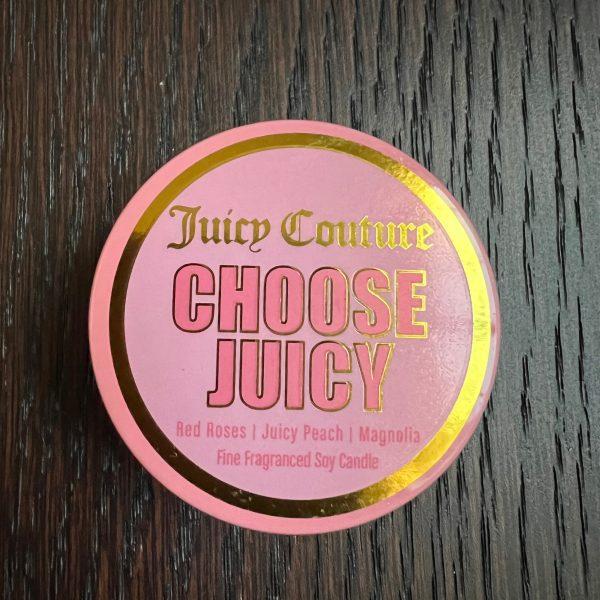 Juicy Couture
CHOOSE
JUICY
Red Roses | Juicy Peach | Magnolia
Fine Fragranced Soy Candle